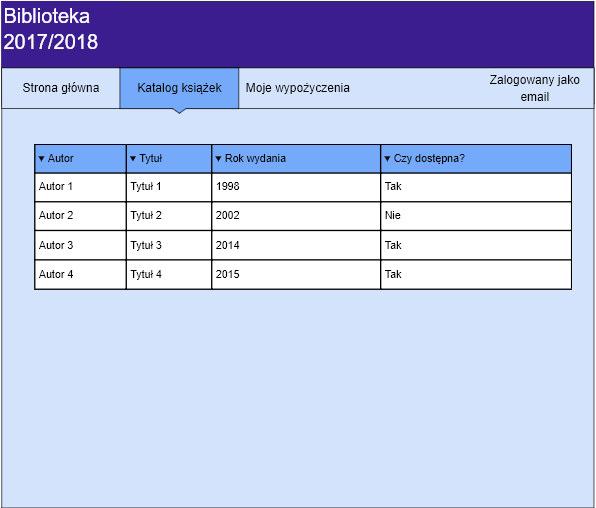 Biblioteka
2017/2018
Strona główna
Katalog książek
Moje wypożyczenia
Zalogowany jako
email
▼ Autor ▼ Tytuł ▼ Rok wydania ▼ Czy dostępna?
Autor 1 Tytuł 1 1998 Tak
Autor 2 Tytuł 2 2002 Nie
Autor 3 Tytuł 3 2014 Tak
Autor 4 Tytuł 4 2015 Tak